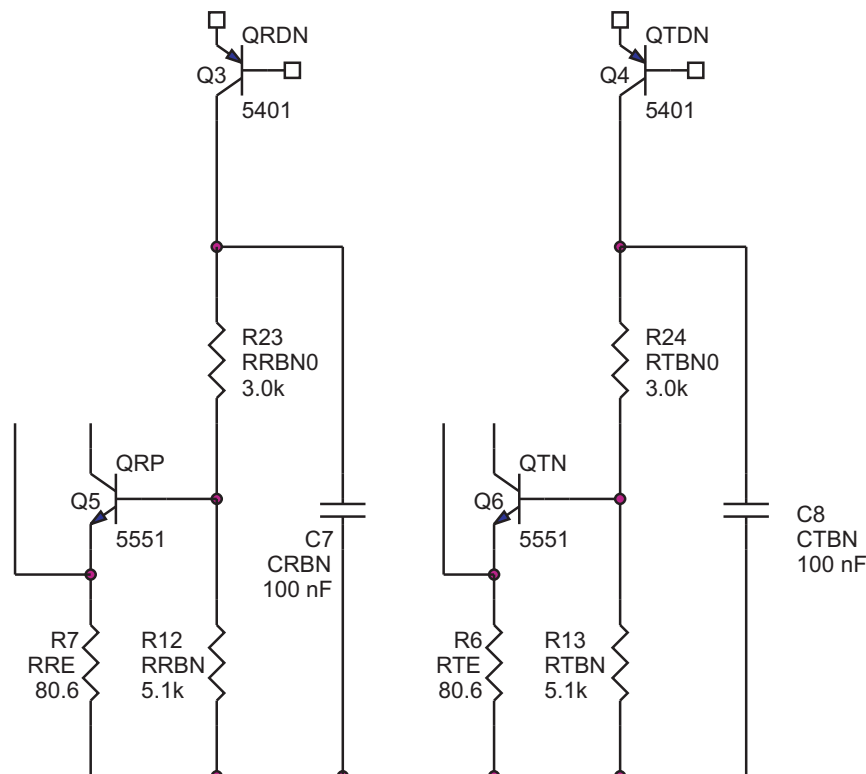 QRDN
Q3
5401
QTDN
Q4
5401
R23
RRBN0
3.0k
R24
RTBN0
3.0k
QRP
Q5
5551
QTN
Q6
5551
C7
CRBN
100 nF
C8
CTBN
100 nF
R7
RRE
80.6
R12
RRBN
5.1k
R6
RTE
80.6
R13
RTBN
5.1k